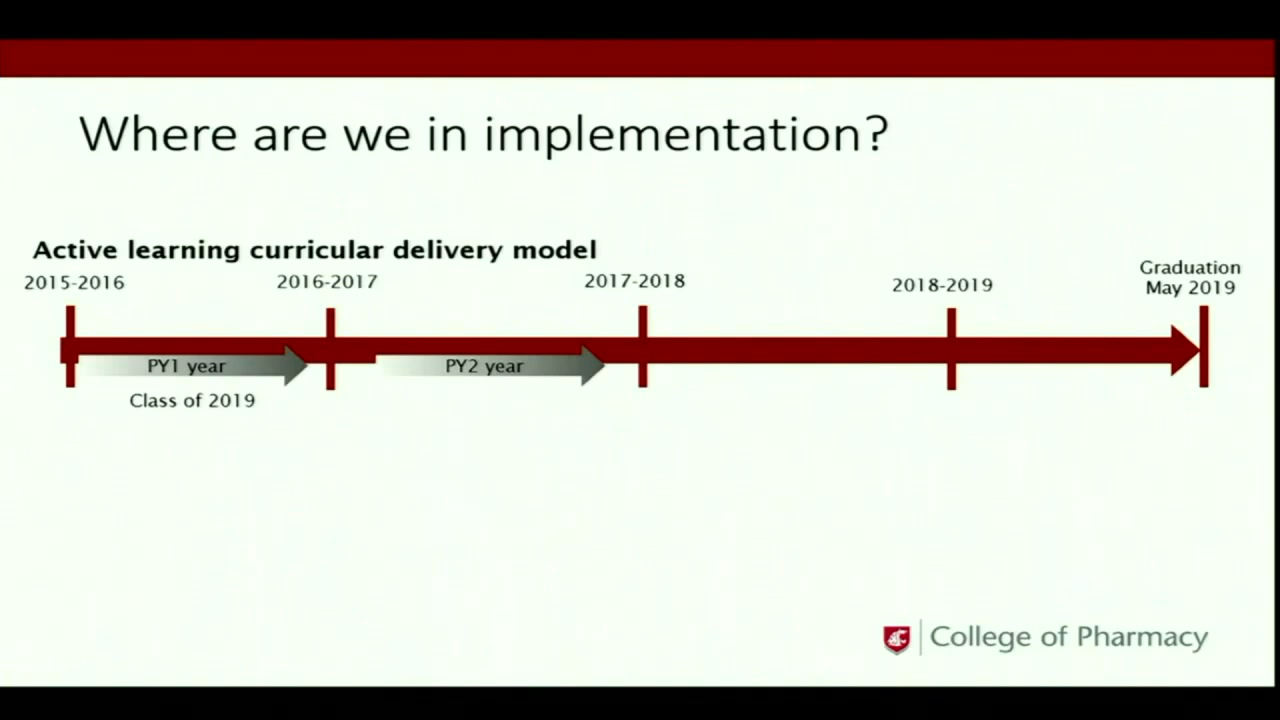 Where are we in implementation?
Active learning curricular delivery model
2015-2016
2016-2017
2017-2018
2018-2019
Graduation
May 2019
PY1 year
PY2 year
Class of 2019
College of Pharmacy